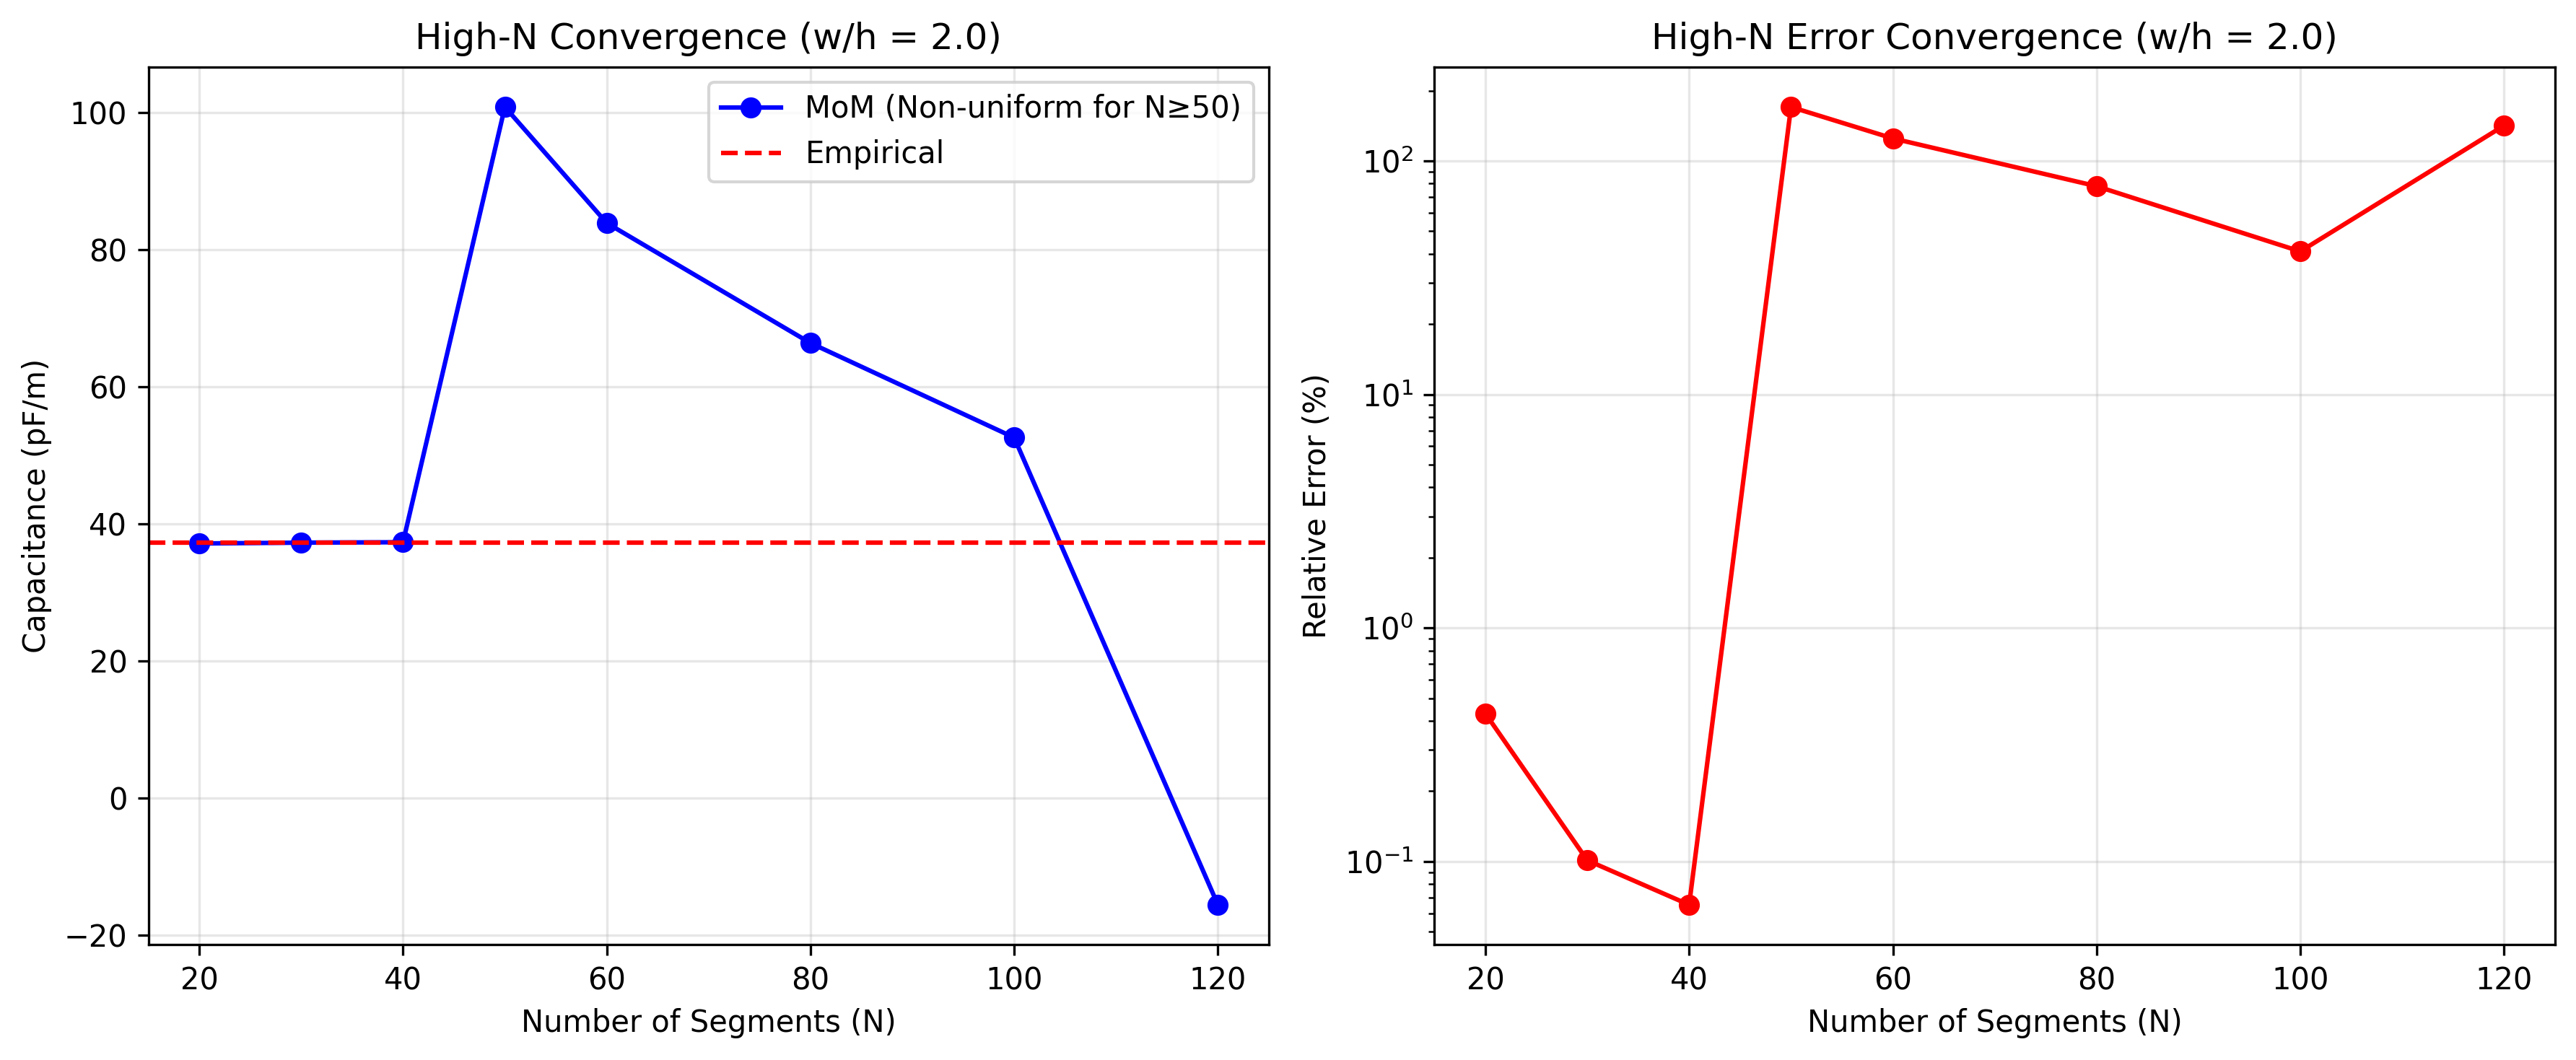 High-N Convergence (w/h = 2.0)
MoM (Non-uniform for N≥50)
Empirical
Capacitance (pF/m)
100
80
60
40
20
0
−20
20 40 60 80 100 120
Number of Segments (N)
High-N Error Convergence (w/h = 2.0)
Relative Error (%)
10²
10¹
10⁰
10⁻¹
20 40 60 80 100 120
Number of Segments (N)